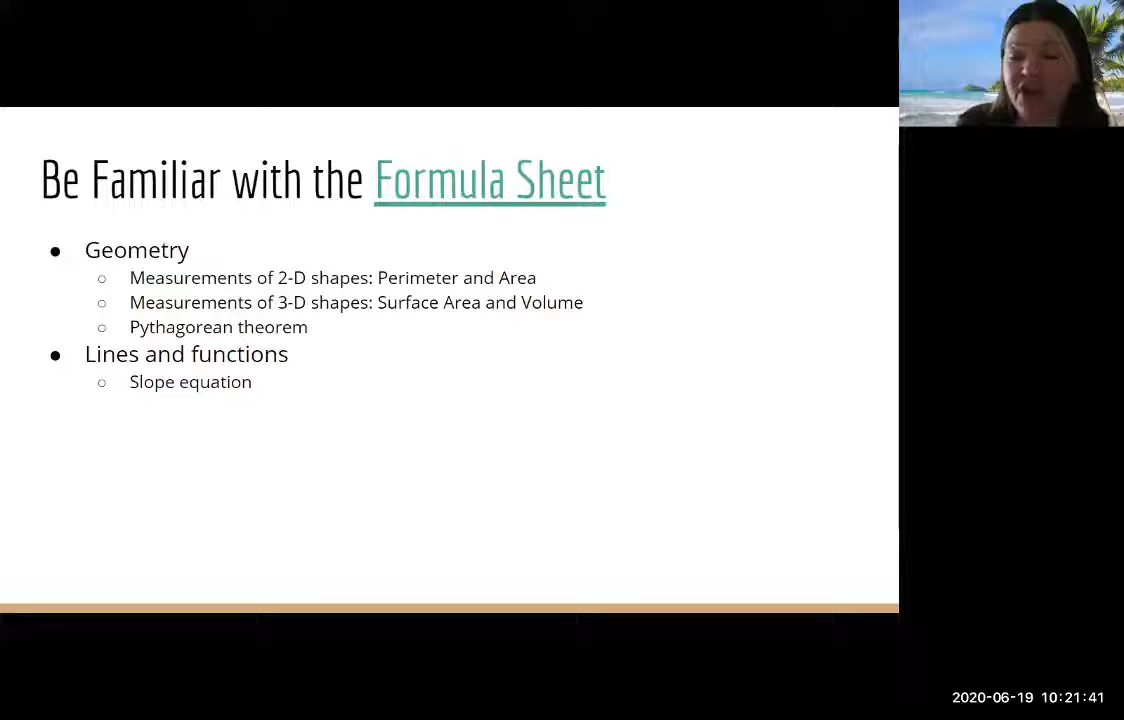 Be Familiar with the Formula Sheet
● Geometry
○ Measurements of 2-D shapes: Perimeter and Area
○ Measurements of 3-D shapes: Surface Area and Volume
○ Pythagorean theorem
● Lines and functions
○ Slope equation
2020-06-19 10:21:41